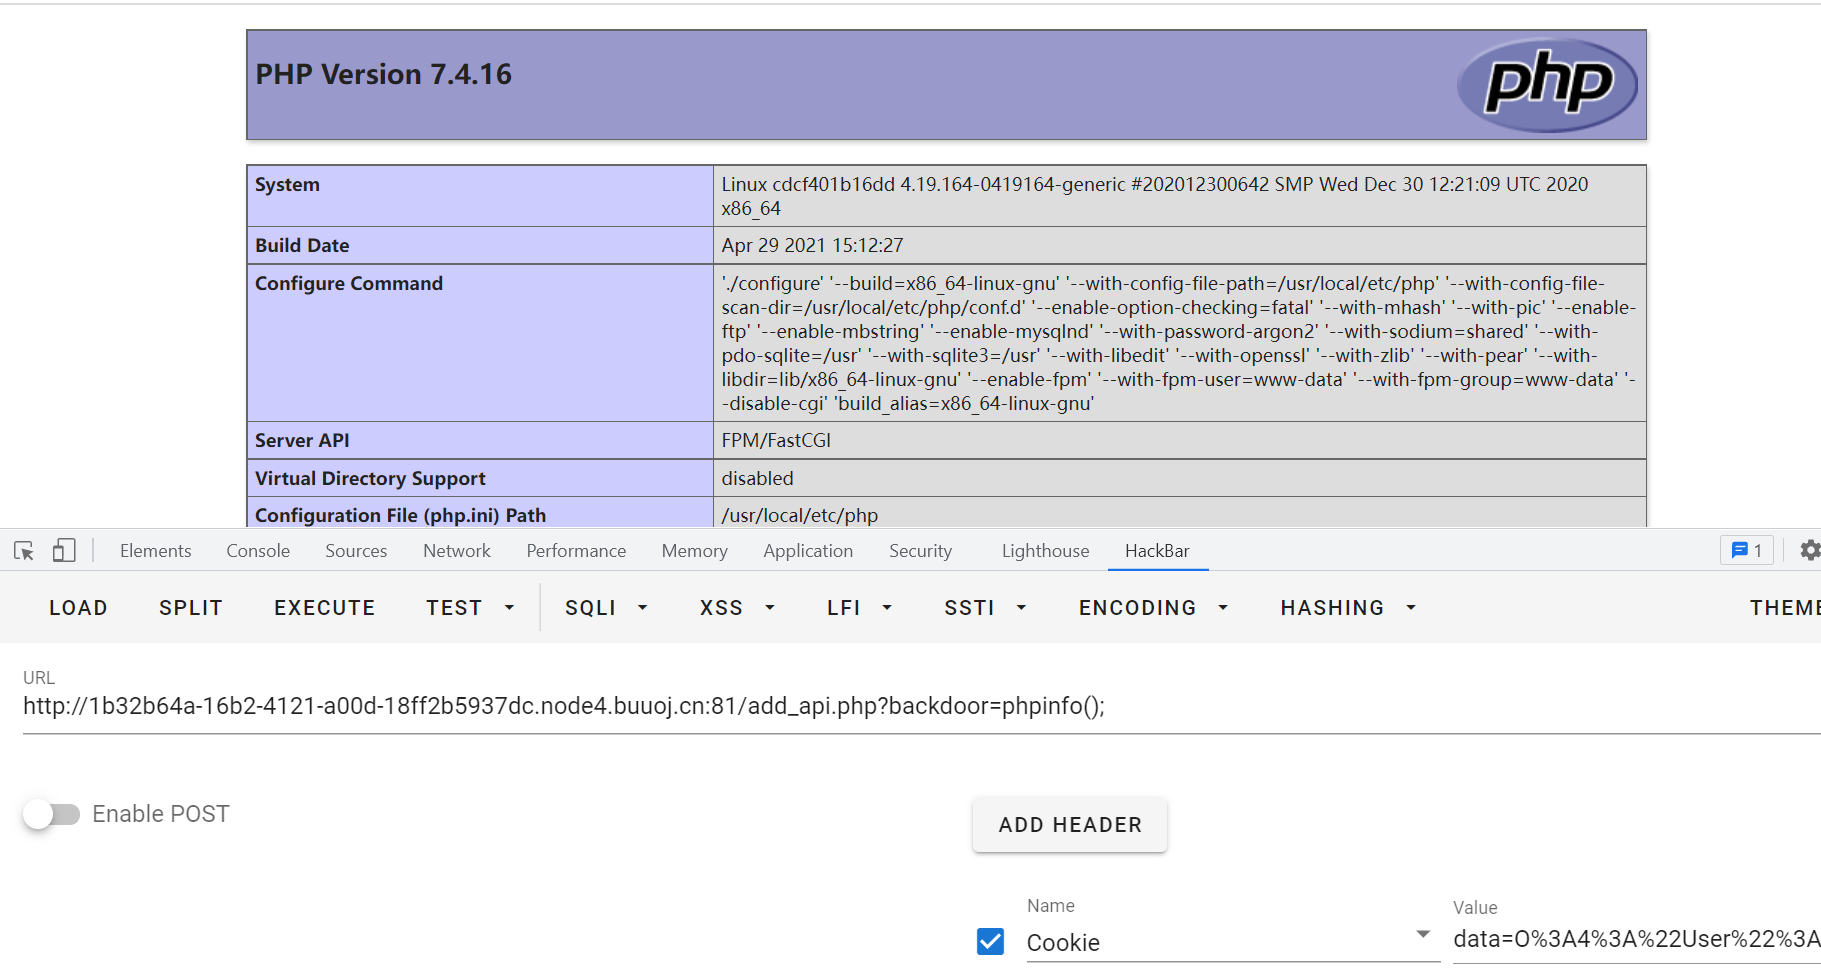 PHP Version 7.4.16
php
System
Linux cdcf401b16dd 4.19.164-0419164-generic #202012300642 SMP Wed Dec 30 12:21:09 UTC 2020
x86_64
Build Date
Apr 29 2021 15:12:27
Configure Command
'./configure' '--build=x86_64-linux-gnu' '--with-config-file-path=/usr/local/etc/php' '--with-config-file-
scan-dir=/usr/local/etc/php/conf.d' '--enable-option-checking=fatal' '--with-mhash' '--with-pic' '--enable-
ftp' '--enable-mbstring' '--enable-mysqlnd' '--with-password-argon2' '--with-sodium=shared' '--with-
pdo-sqlite=/usr' '--with-sqlite3=/usr' '--with-libedit' '--with-openssl' '--with-zlib' '--with-pear' '--with-
libdir=lib/x86_64-linux-gnu' '--enable-fpm' '--with-fpm-user=www-data' '--with-fpm-group=www-data' '-
-disable-cgi' 'build_alias=x86_64-linux-gnu'
Server API
FPM/FastCGI
Virtual Directory Support
disabled
Configuration File (php.ini) Path
/usr/local/etc/php
Elements Console Sources Network Performance Memory Application Security Lighthouse HackBar 1
LOAD SPLIT EXECUTE TEST SQLI XSS LFI SSTI ENCODING HASHING THEME
URL
http://1b32b64a-16b2-4121-a00d-18ff2b5937dc.node4.buuoj.cn:81/add_api.php?backdoor=phpinfo();
Enable POST
ADD HEADER
Name
Cookie
Value
data=O%3A4%3A%22User%22%3A